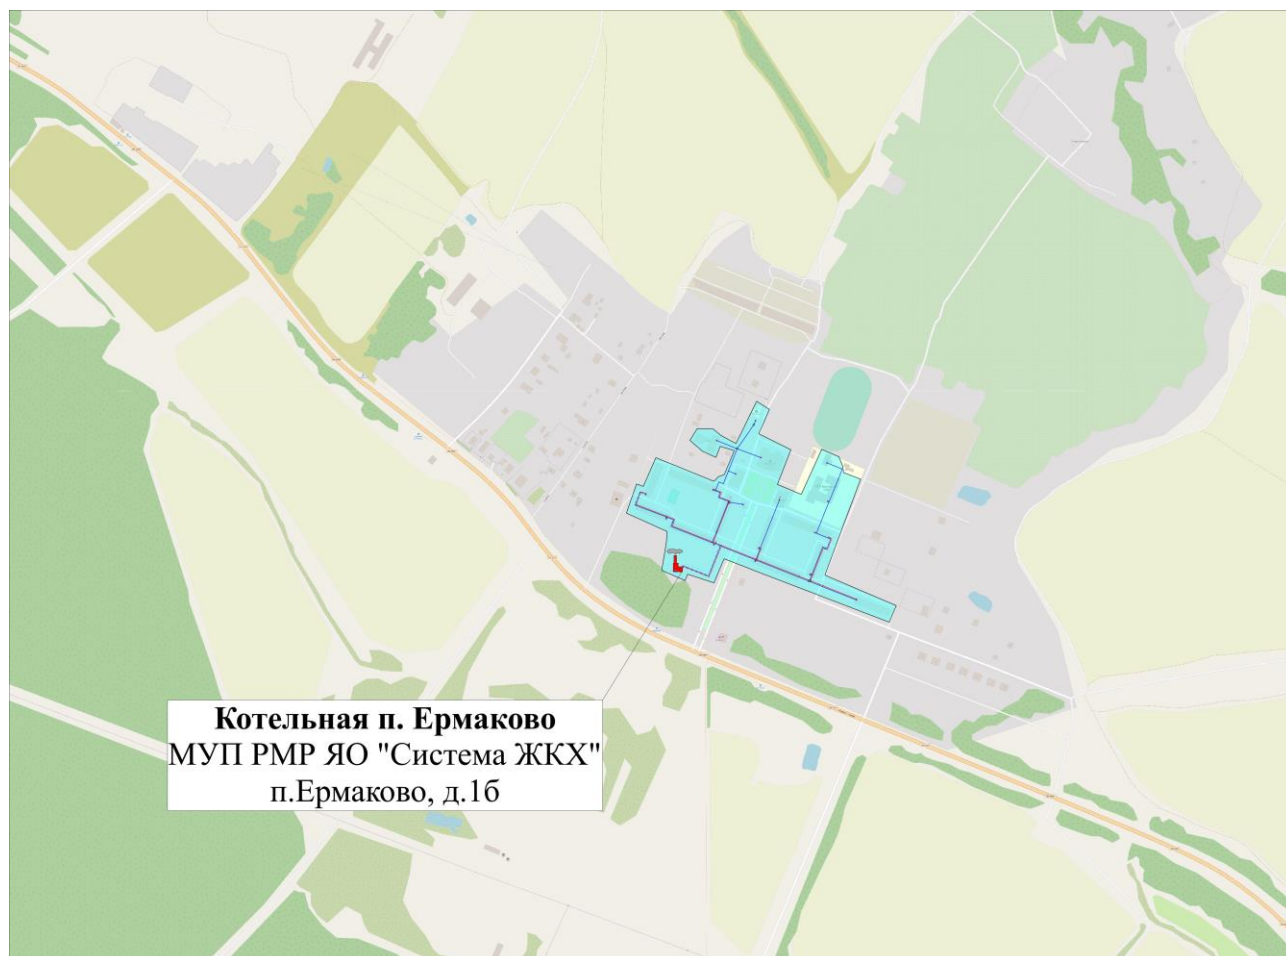 Котельная п. Ермаково
МУП РМР ЯО "Система ЖКХ"
п.Ермаково, д.1б